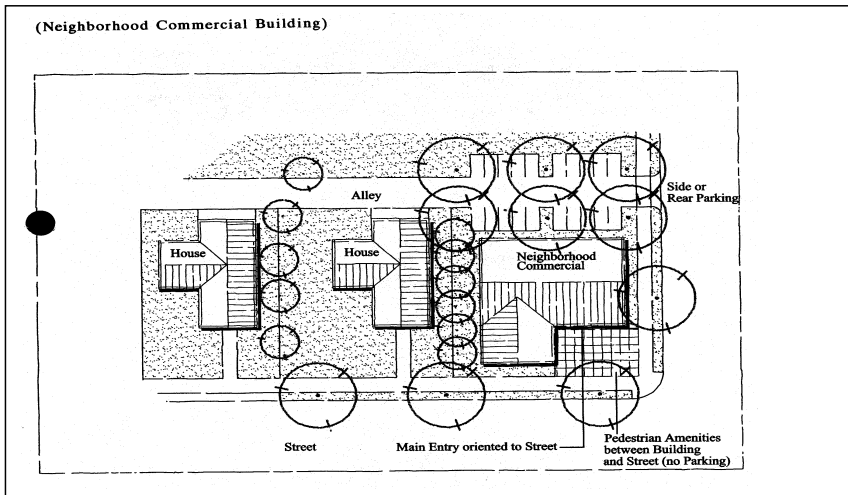 (Neighborhood Commercial Building)
Alley
Side or
Rear Parking
House
House
Neighborhood
Commercial
Street
Main Entry oriented to Street
Pedestrian Amenities
between Building
and Street (no Parking)